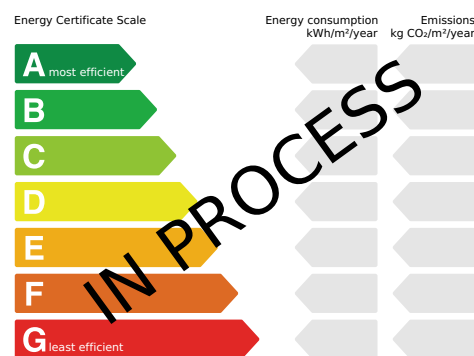 Energy Certificate Scale
Energy consumption
kWh/m²/year
Emissions
kg CO₂/m²/year
A most efficient
B
C
D
E
F
G least efficient
IN PROCESS